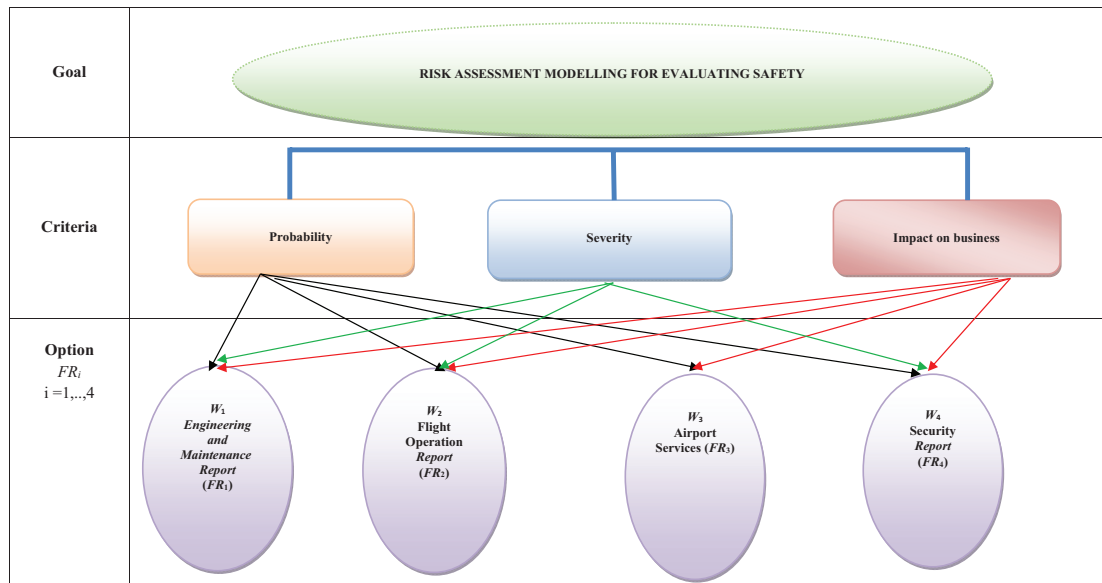 Goal
RISK ASSESSMENT MODELLING FOR EVALUATING SAFETY
Criteria
Probability
Severity
Impact on business
Option
FRi
i =1,..,4
W1
Engineering
and
Maintenance
Report
(FR1)
W2
Flight
Operation
Report
(FR2)
W3
Airport
Services (FR3)
W4
Security
Report
(FR4)